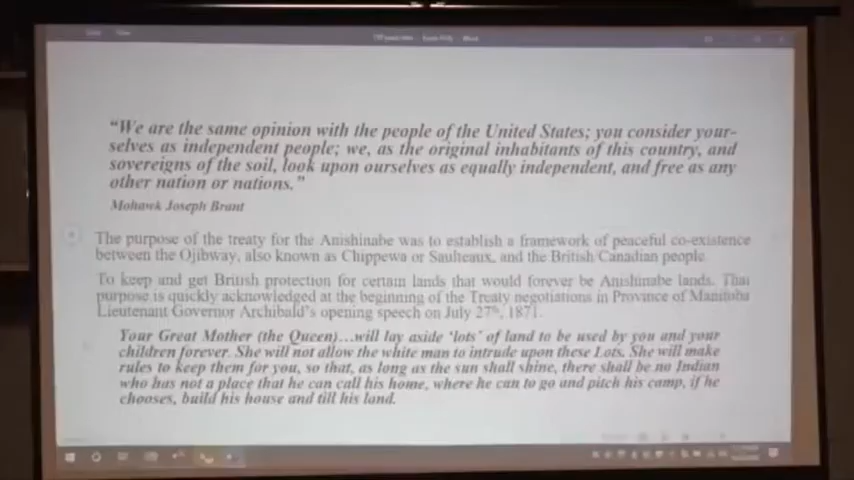 “We are the same opinion with the people of the United States; you consider your-
selves as independent people; we, as the original inhabitants of this country, and
sovereigns of the soil, look upon ourselves as equally independent, and free as any
other nation or nations.”
Mohawk Joseph Brant
The purpose of the treaty for the Anishinabe was to establish a framework of peaceful co-existence
between the Ojibway, also known as Chippewa or Saulteaux, and the British Canadian people.
To keep and get British protection for certain lands that would forever be Anishinabe lands. That
purpose is quickly acknowledged at the beginning of the Treaty negotiations in Province of Manitoba
Lieutenant Governor Archibald’s opening speech on July 27th, 1871.
Your Great Mother (the Queen)…will lay aside ‘lots’ of land to be used by you and your
children forever. She will not allow the white man to intrude upon these Lots. She will make
rules to keep them for you, so that, as long as the sun shall shine, there shall be no Indian
who has not a place that he can call his home, where he can to go and pitch his camp, if he
chooses, build his house and till his land.